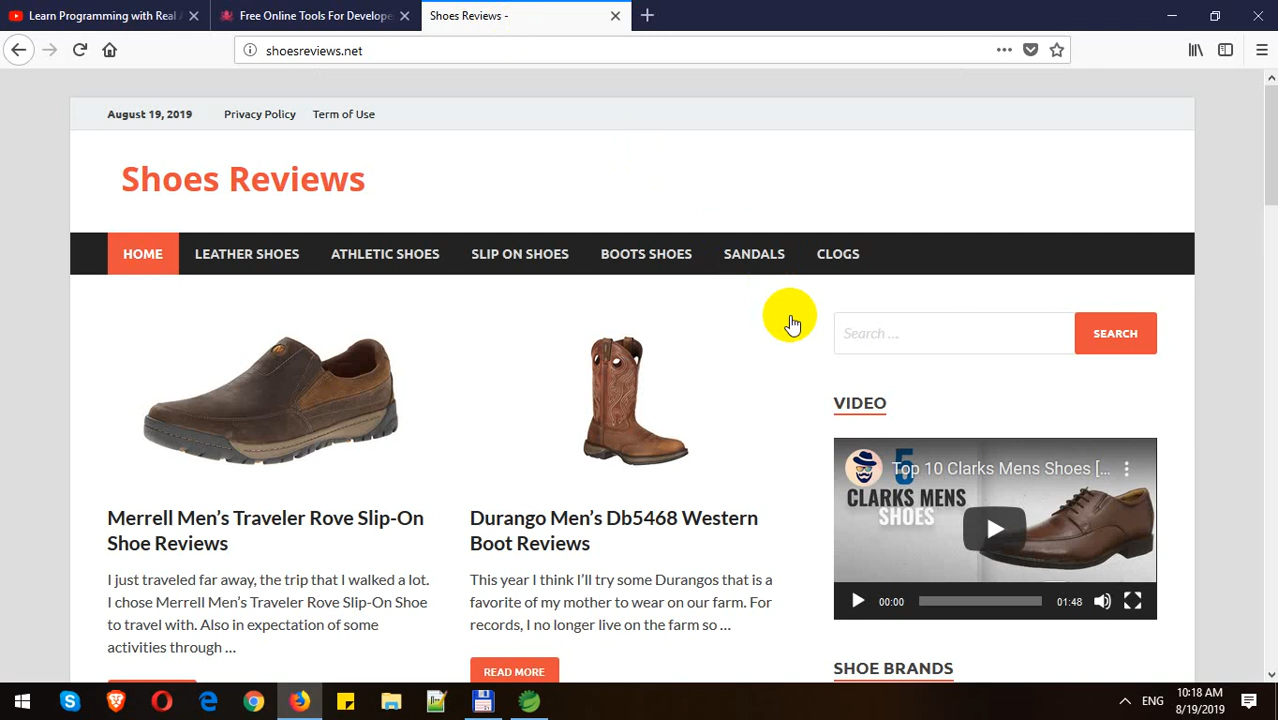 Learn Programming with Real
Free Online Tools For Develope
Shoes Reviews -
shoesreviews.net
August 19, 2019
Privacy Policy
Term of Use
Shoes Reviews
HOME
LEATHER SHOES
ATHLETIC SHOES
SLIP ON SHOES
BOOTS SHOES
SANDALS
CLOGS
Search ...
SEARCH
VIDEO
Top 10 Clarks Mens Shoes [...
5
CLARKS MENS
SHOES
00:00
01:48
Merrell Men’s Traveler Rove Slip-On
Shoe Reviews
I just traveled far away, the trip that I walked a lot.
I chose Merrell Men’s Traveler Rove Slip-On Shoe
to travel with. Also in expectation of some
activities through ...
Durango Men’s Db5468 Western
Boot Reviews
This year I think I’ll try some Durangos that is a
favorite of my mother to wear on our farm. For
records, I no longer live on the farm so ...
READ MORE
SHOE BRANDS
ENG
10:18 AM
8/19/2019